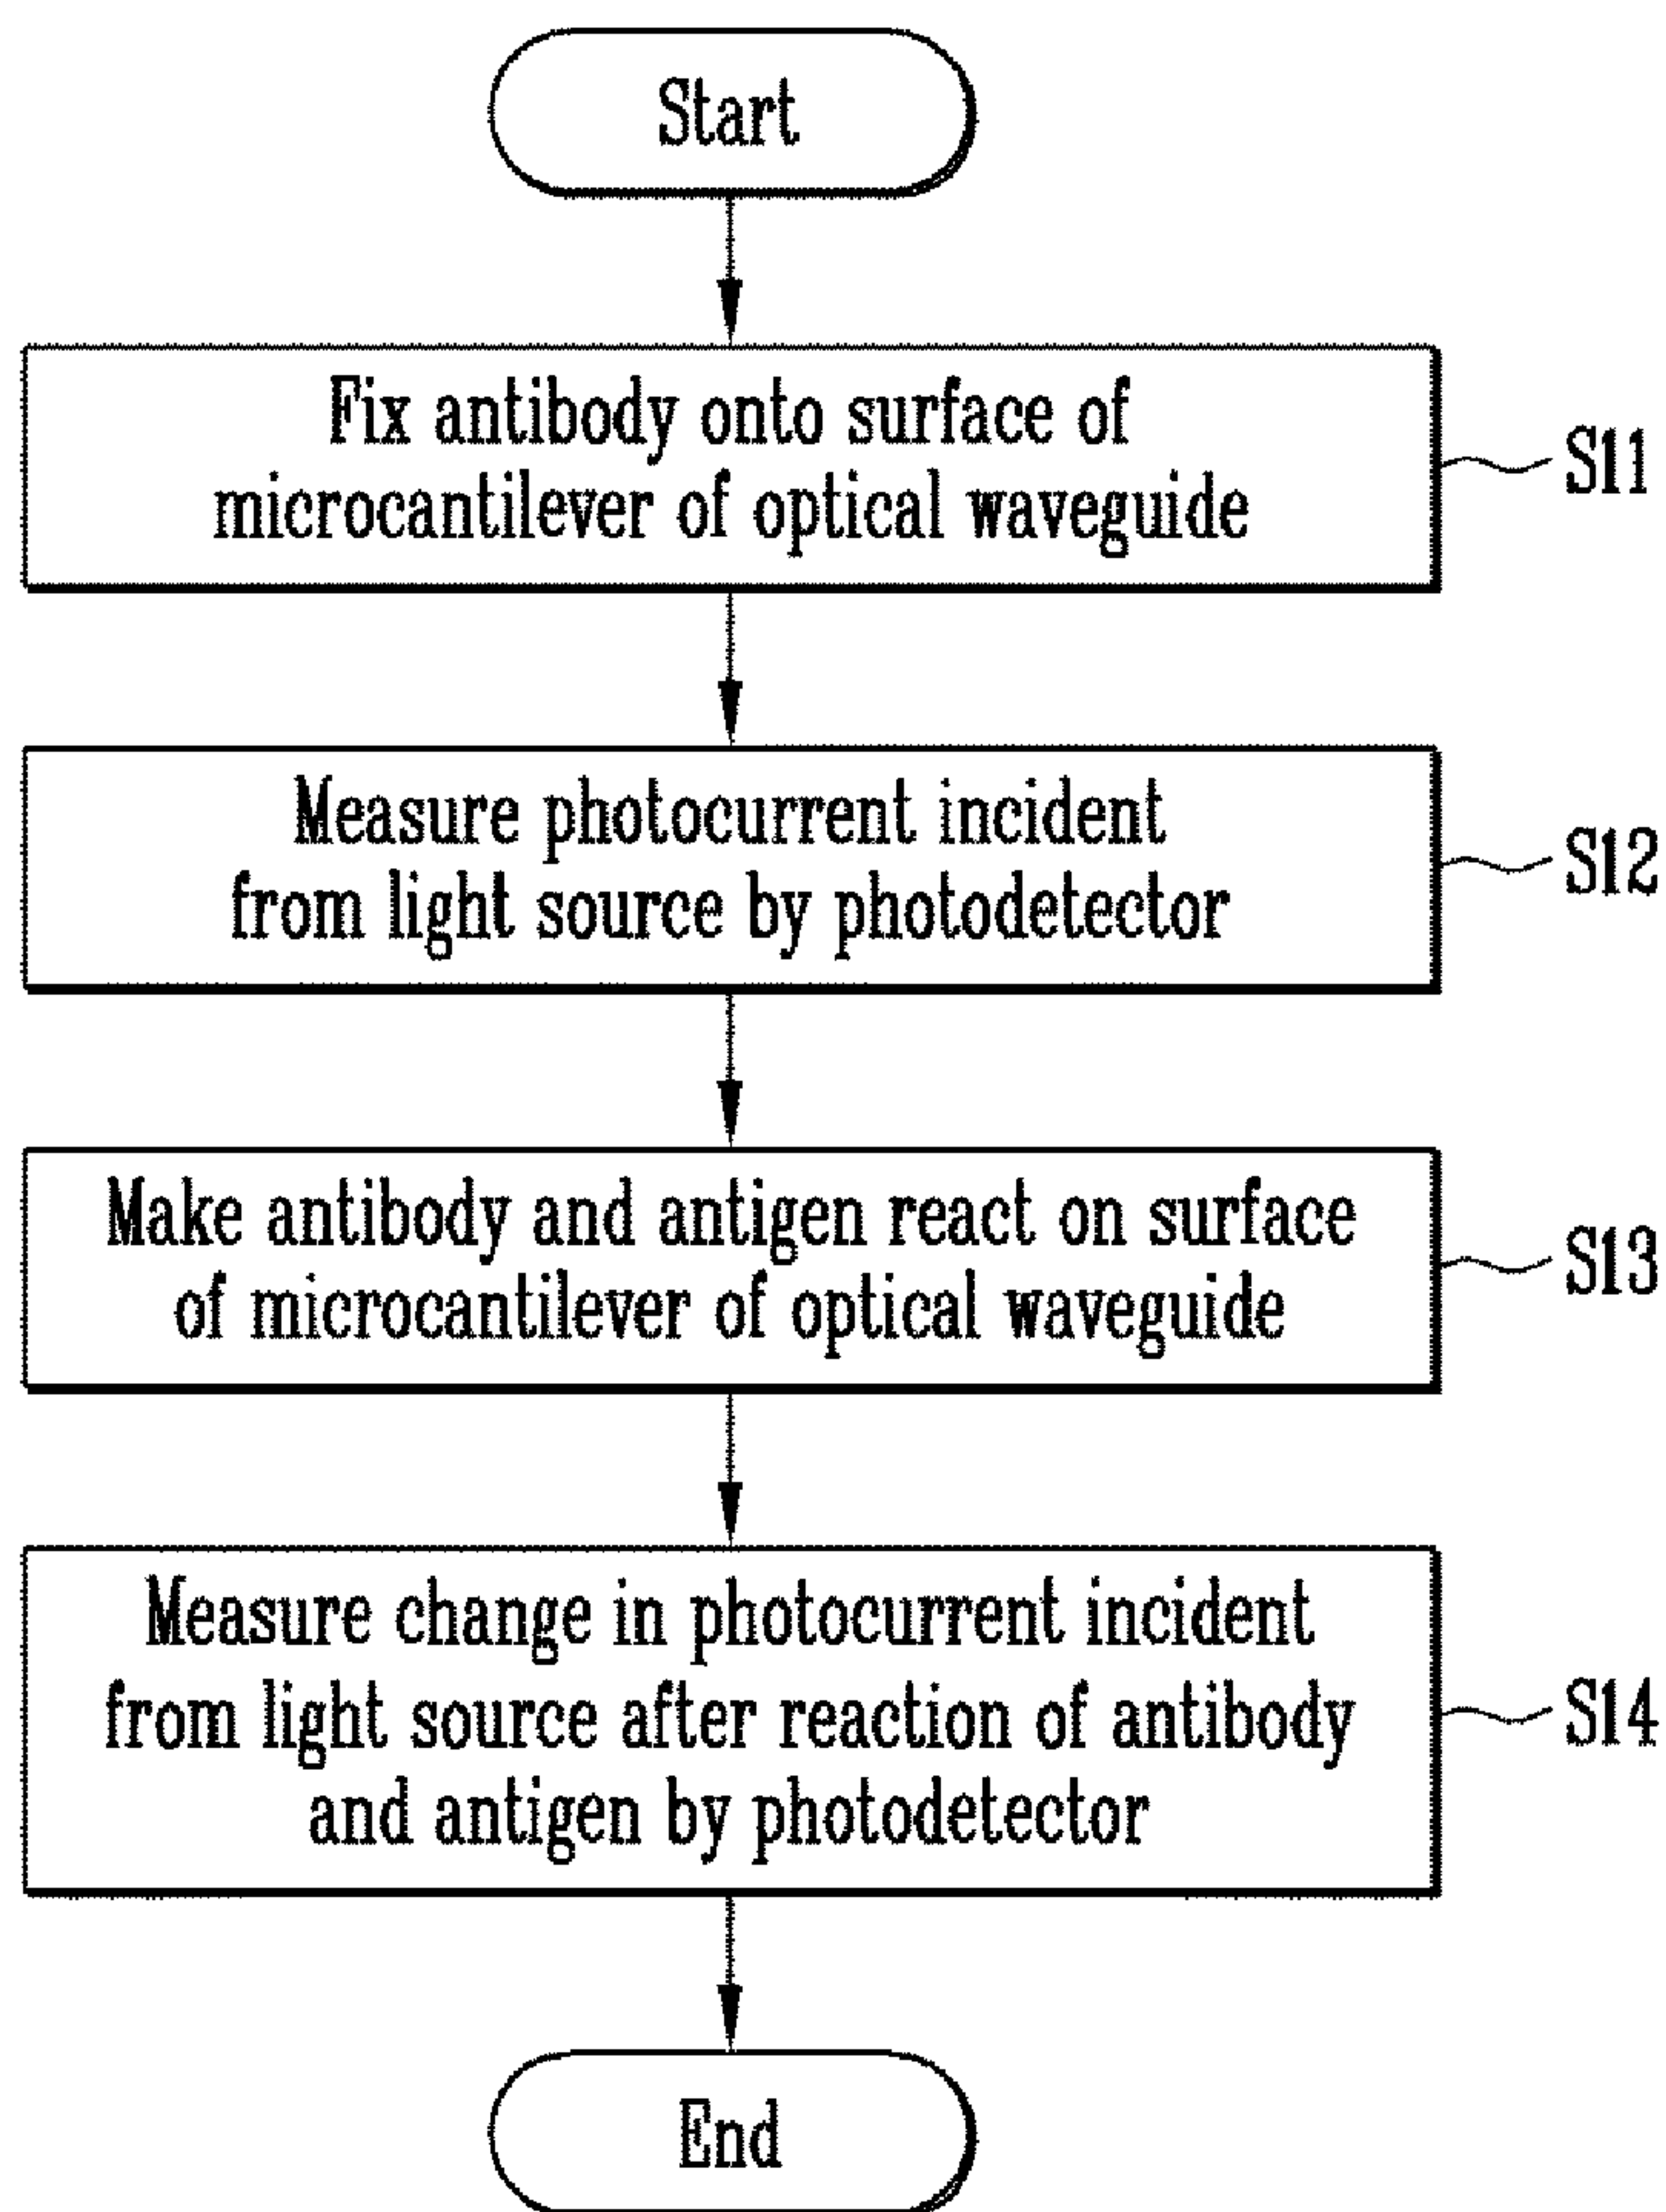 Start
Fix antibody onto surface of
microcantilever of optical waveguide
S11
Measure photocurrent incident
from light source by photodetector
S12
Make antibody and antigen react on surface
of microcantilever of optical waveguide
S13
Measure change in photocurrent incident
from light source after reaction of antibody
and antigen by photodetector
S14
End